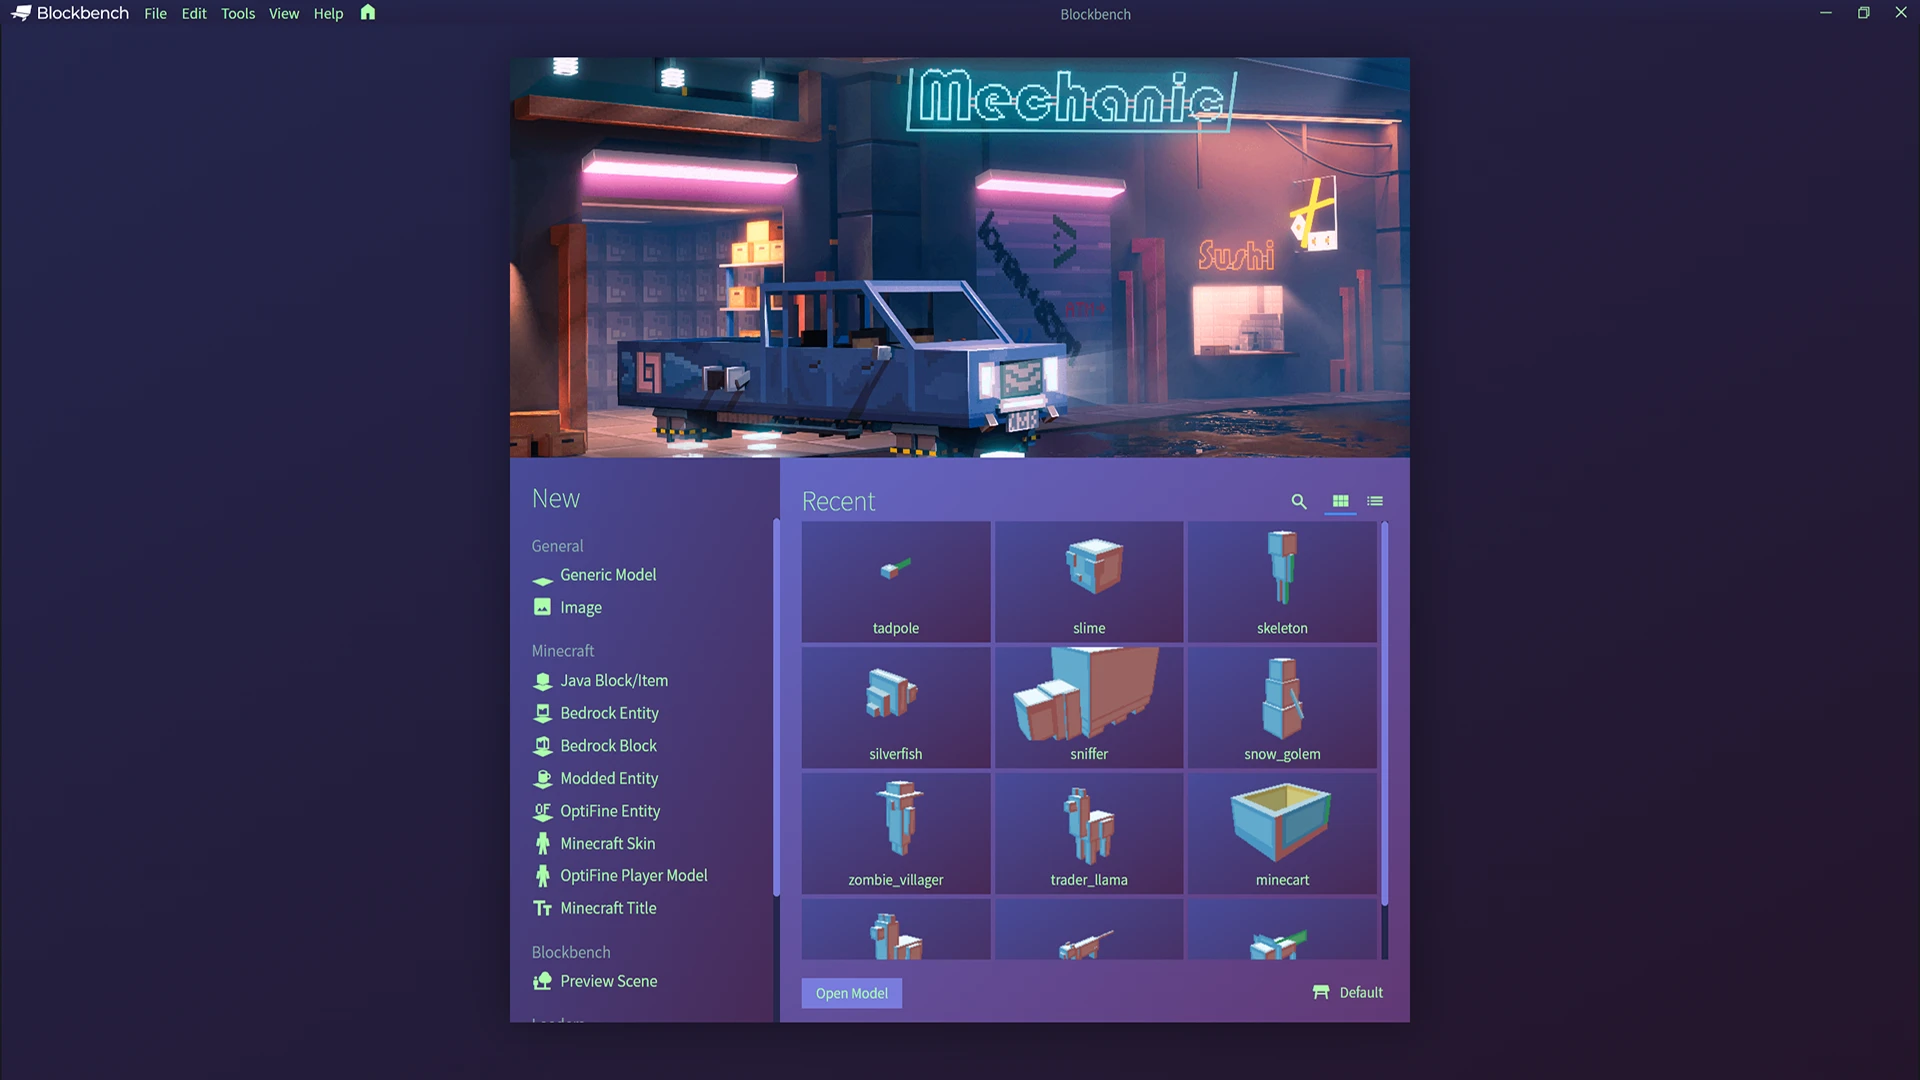 Blockbench File Edit Tools View Help
Blockbench
Mechanic
Sushi
New
General
Generic Model
Image
Minecraft
Java Block/Item
Bedrock Entity
Bedrock Block
Modded Entity
OptiFine Entity
Minecraft Skin
OptiFine Player Model
Minecraft Title
Blockbench
Preview Scene
Recent
tadpole
slime
skeleton
silverfish
sniffer
snow_golem
zombie_villager
trader_llama
minecart
Open Model
Default